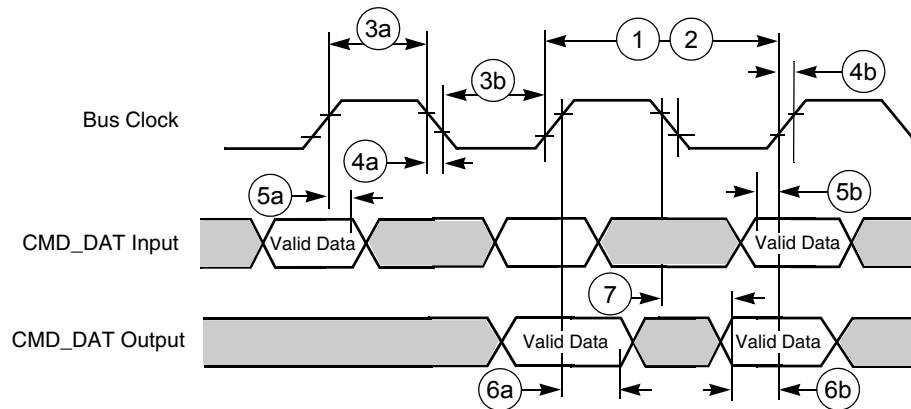 3a
1
2
3b
4b
Bus Clock
4a
5a
5b
CMD_DAT Input
Valid Data
Valid Data
7
CMD_DAT Output
Valid Data
Valid Data
6a
6b